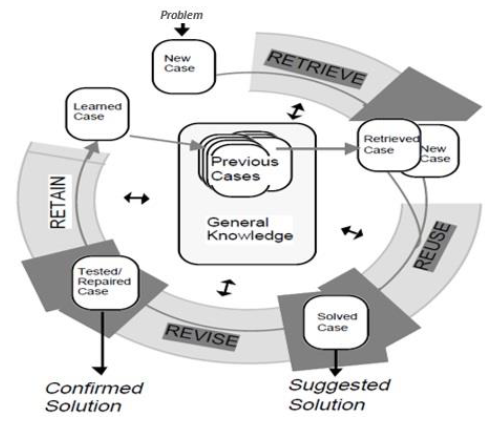 Problem
New
Case
RETRIEVE
Learned
Case
Previous
Cases
Retrieved
Case
New
Case
General
Knowledge
RETAIN
REUSE
Tested/
Repaired
Case
REVISE
Solved
Case
Confirmed
Solution
Suggested
Solution